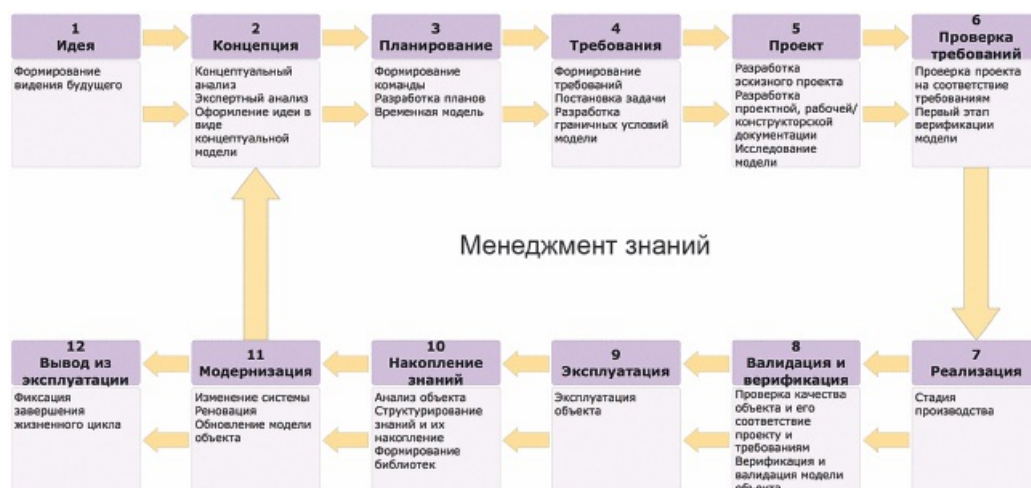 1
Идея
Формирование
видения будущего
2
Концепция
Концептуальный
анализ
Экспертный анализ
Оформление идеи в
виде
концептуальной
модели
3
Планирование
Формирование
команды
Разработка планов
Временная модель
4
Требования
Формирование
требований
Постановка задачи
Разработка
граничных условий
модели
5
Проект
Разработка
эскизного проекта
Разработка
проектной, рабочей/
конструкторской
документации
Исследование
модели
6
Проверка
требований
Проверка проекта
на соответствие
требованиям
Первый этап
верификации
модели
Менеджмент знаний
12
Вывод из
эксплуатации
Фиксация
завершения
жизненного цикла
11
Модернизация
Изменение системы
Реновация
Обновление модели
объекта
10
Накопление
знаний
Анализ объекта
Структурирование
знаний и их
накопление
Формирование
библиотек
9
Эксплуатация
Эксплуатация
объекта
8
Валидация и
верификация
Проверка качества
объекта и его
соответствие
проекту и
требованиям
Верификация и
валидация модели
объекта
7
Реализация
Стадия
производства